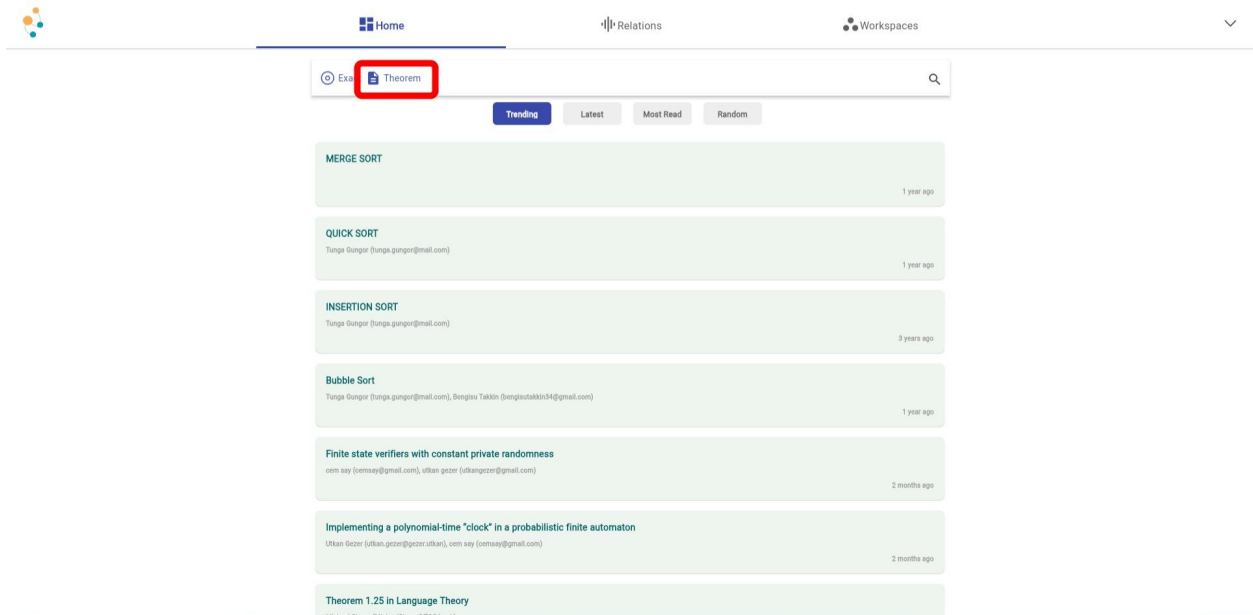 Home
Relations
Workspaces
Exa
Theorem
Trending
Latest
Most Read
Random
MERGE SORT
1 year ago
QUICK SORT
Tunga Gungor (tunga.gungor@mail.com)
1 year ago
INSERTION SORT
Tunga Gungor (tunga.gungor@mail.com)
3 years ago
Bubble Sort
Tunga Gungor (tunga.gungor@mail.com), Bengisu Takkin (bengisutakkin34@gmail.com)
1 year ago
Finite state verifiers with constant private randomness
cem say (cemsay@gmail.com), utkan gezer (utkangezer@gmail.com)
2 months ago
Implementing a polynomial-time “clock” in a probabilistic finite automaton
Utkan Gezer (utkan.gezer@gezer.utkan), cem say (cemsay@gmail.com)
2 months ago
Theorem 1.25 in Language Theory